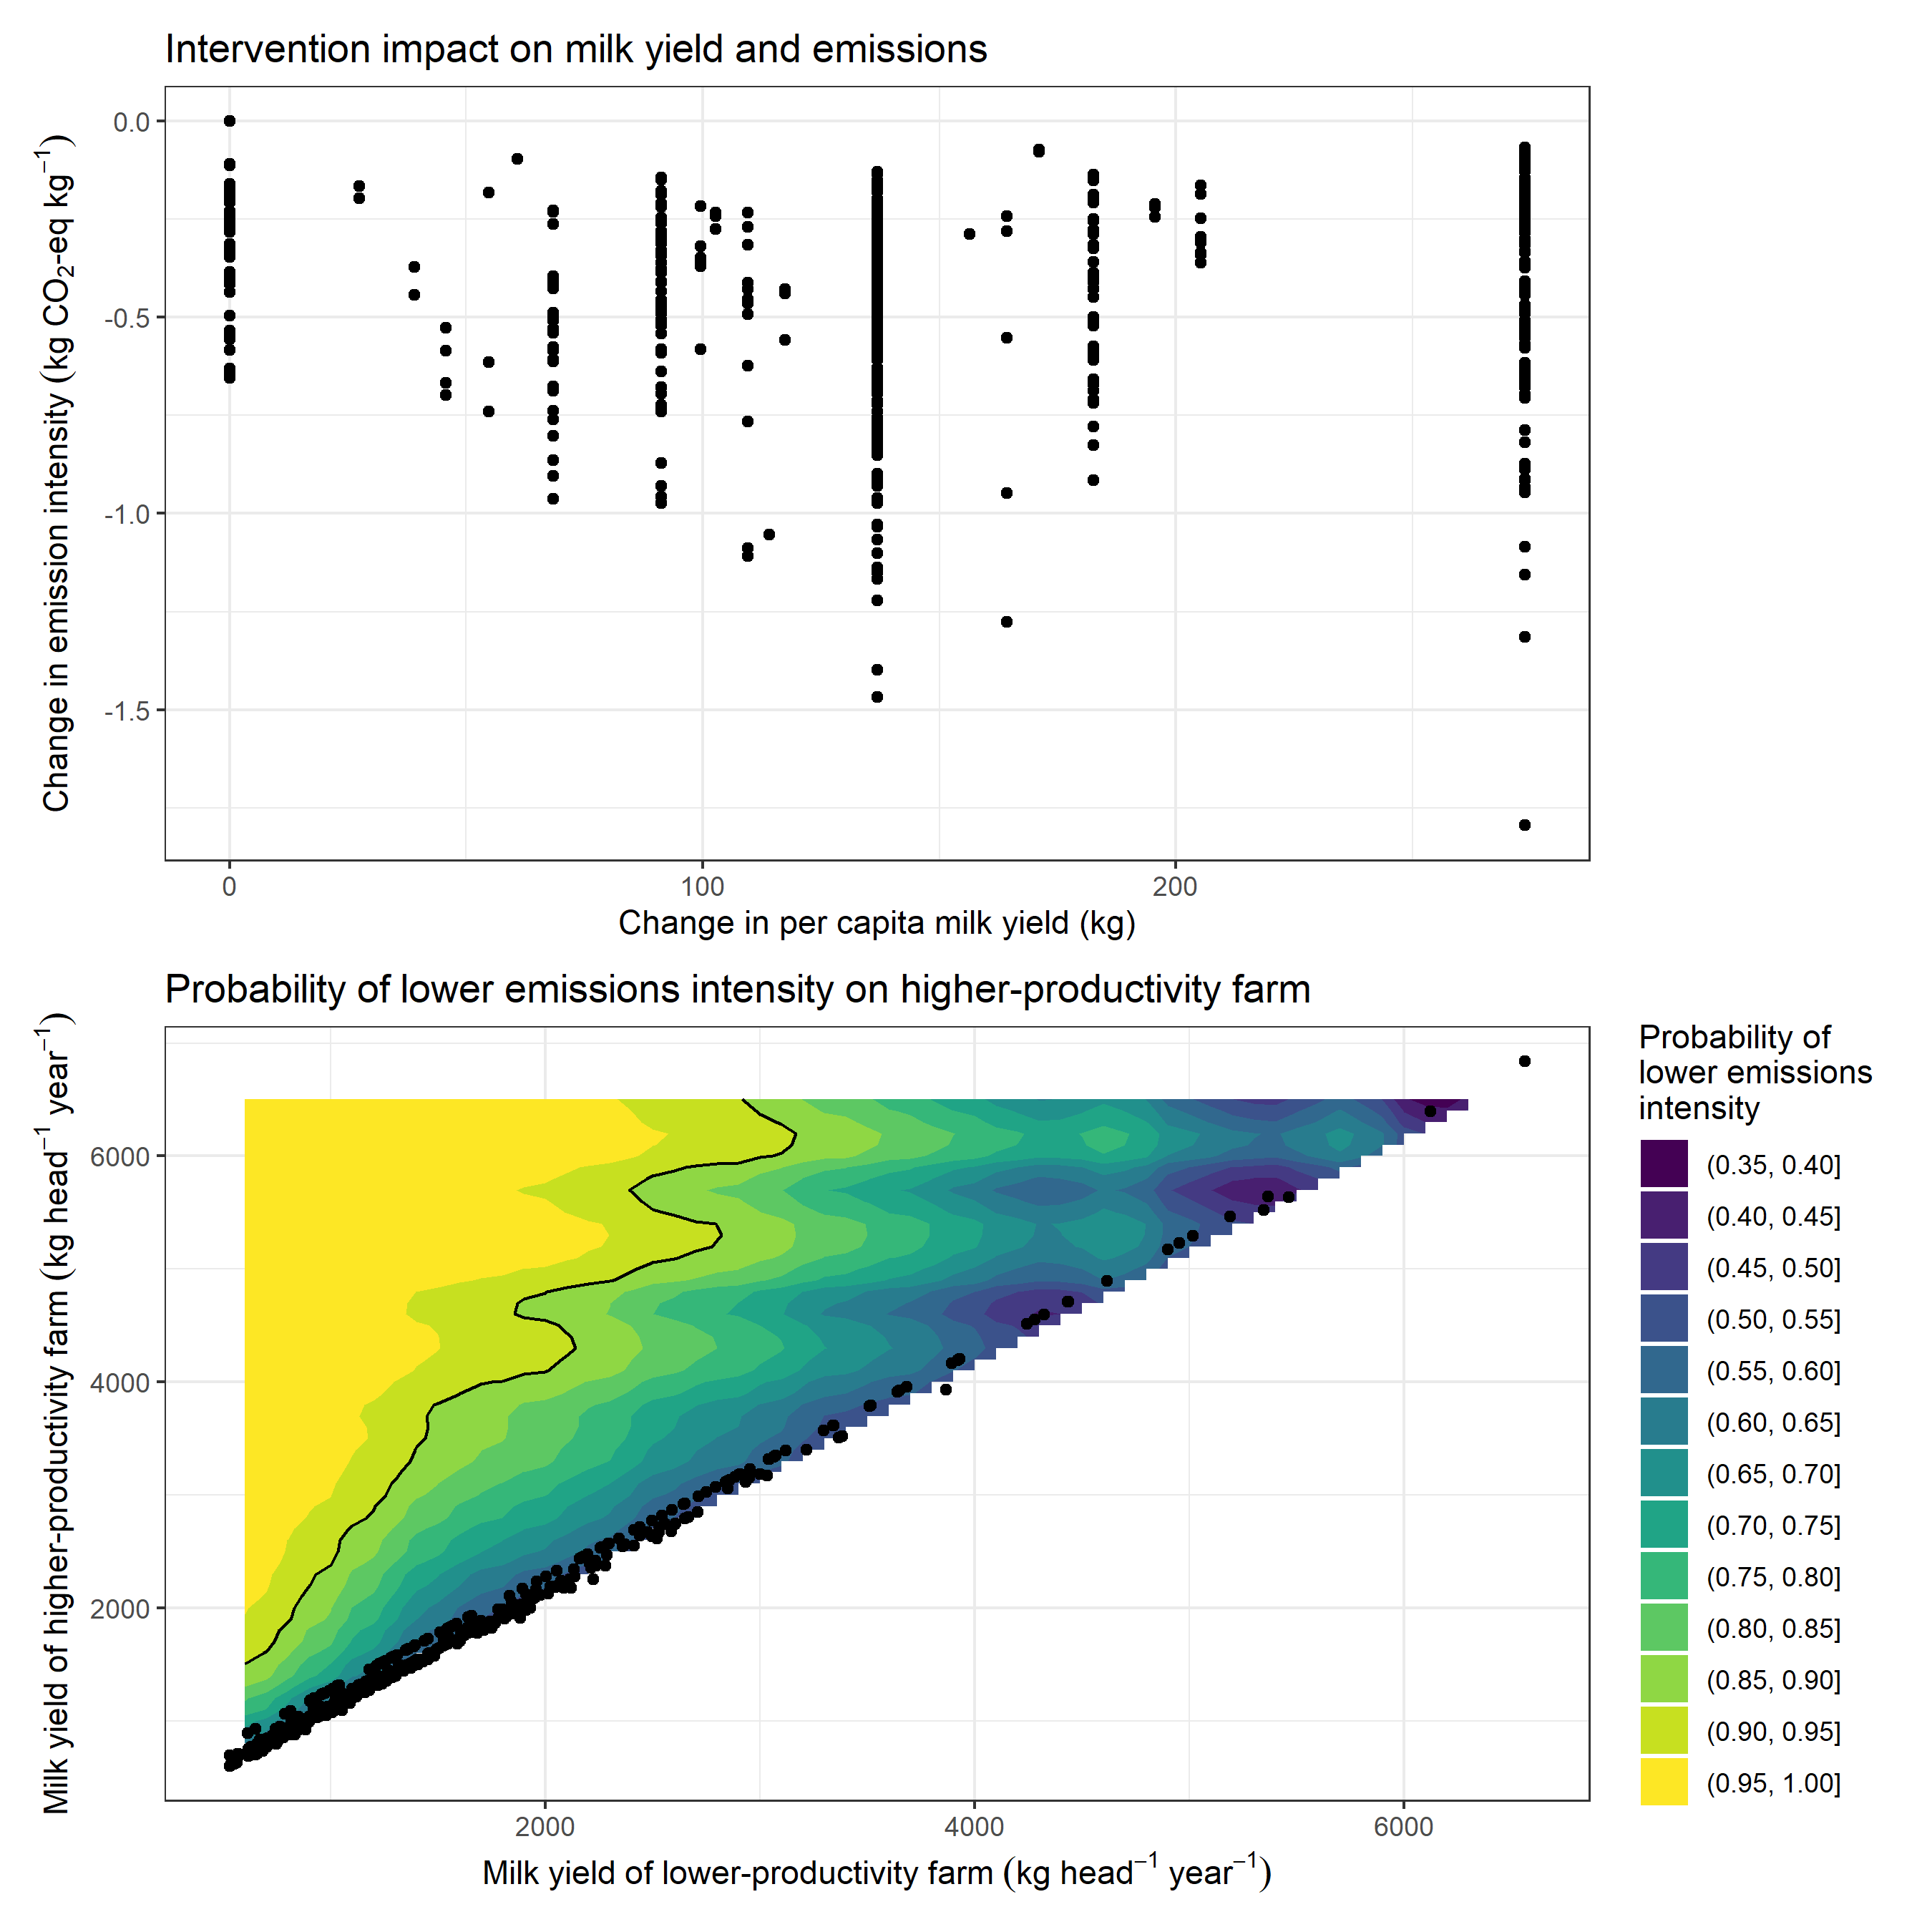 Intervention impact on milk yield and emissions
Change in emission intensity (kg CO₂-eq kg⁻¹)
0.0
-0.5
-1.0
-1.5
0 100 200
Change in per capita milk yield (kg)
Probability of lower emissions intensity on higher-productivity farm
Milk yield of higher-productivity farm (kg head⁻¹ year⁻¹)
6000
4000
2000
2000 4000 6000
Milk yield of lower-productivity farm (kg head⁻¹ year⁻¹)
Probability of
lower emissions
intensity
(0.35, 0.40]
(0.40, 0.45]
(0.45, 0.50]
(0.50, 0.55]
(0.55, 0.60]
(0.60, 0.65]
(0.65, 0.70]
(0.70, 0.75]
(0.75, 0.80]
(0.80, 0.85]
(0.85, 0.90]
(0.90, 0.95]
(0.95, 1.00]